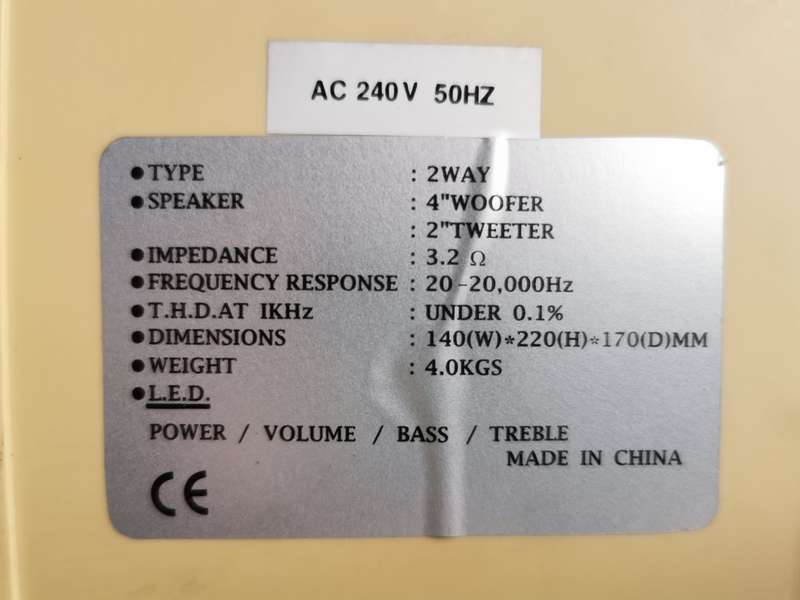 AC 240V 50HZ
●TYPE : 2WAY
●SPEAKER : 4"WOOFER
: 2"TWEETER
●IMPEDANCE : 3.2 Ω
●FREQUENCY RESPONSE : 20-20,000Hz
●T.H.D.AT IKHz : UNDER 0.1%
●DIMENSIONS : 140(W)*220(H)*170(D)MM
●WEIGHT : 4.0KGS
●L.E.D.
POWER / VOLUME / BASS / TREBLE
MADE IN CHINA
CE